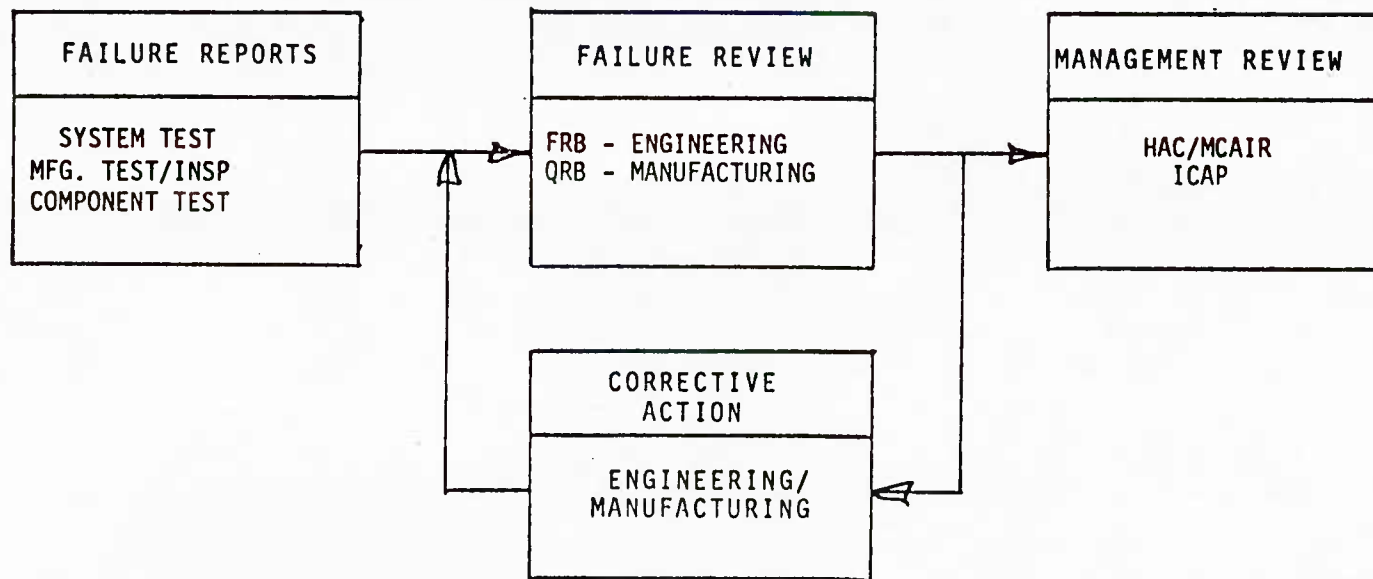 FAILURE REPORTS
SYSTEM TEST
MFG. TEST/INSP
COMPONENT TEST
FAILURE REVIEW
FRB - ENGINEERING
QRB - MANUFACTURING
MANAGEMENT REVIEW
HAC/MCAIR
ICAP
CORRECTIVE
ACTION
ENGINEERING/
MANUFACTURING